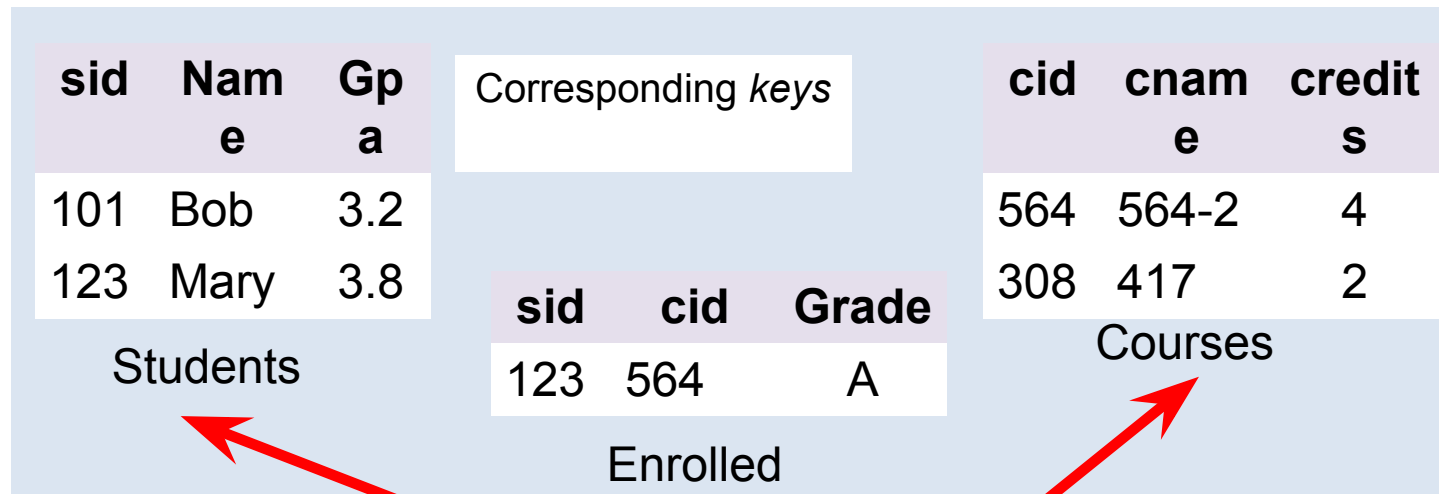 sid Nam Gp
e a
101 Bob 3.2
123 Mary 3.8
Students
Corresponding keys
sid cid Grade
123 564 A
Enrolled
cid cnam credit
e s
564 564-2 4
308 417 2
Courses